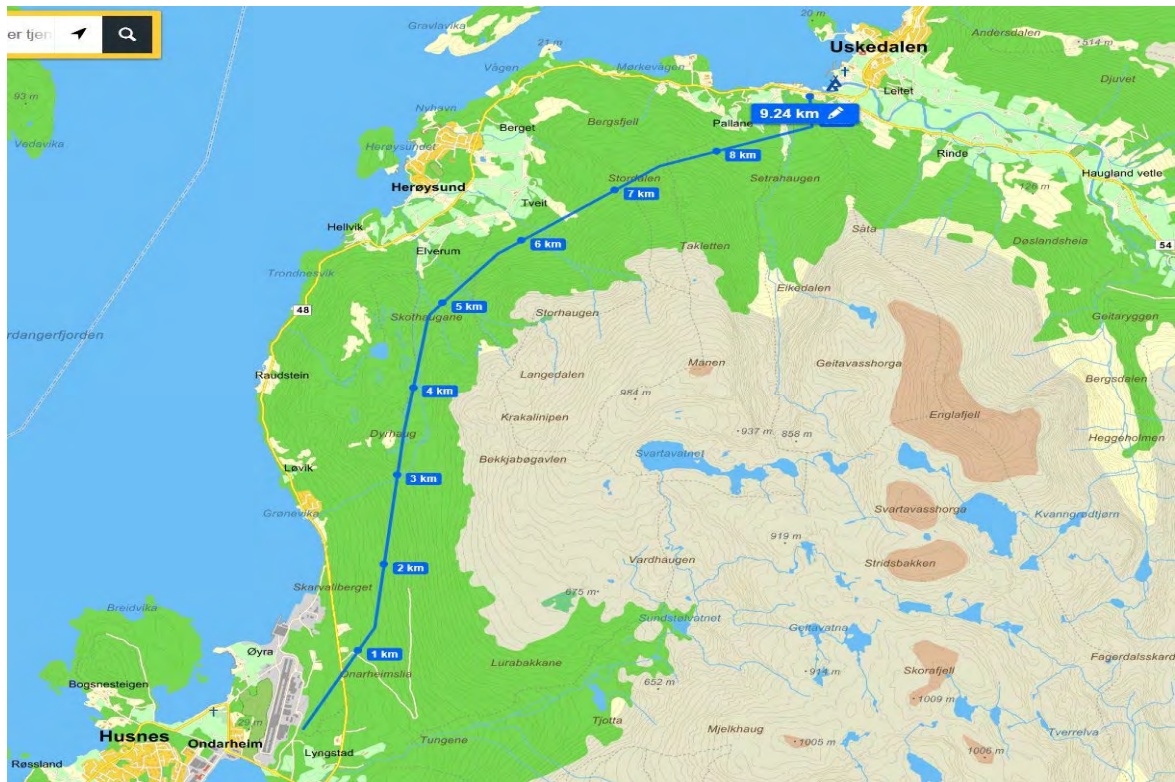 er tjen
Gravlavika
20 m
Uskedalen
Andersdalen
514 m
21 m
Vågen
Mørkevågen
Djuvet
93 m
Vedavika
Nyhavn
Leitet
Berget
Bergsfjell
Pallane
9.24 km
Herøysundet
Rinde
8 km
Haugland vetle
Herøysund
Stordalen
Setrahaugen
7 km
126 m
Tveit
Hellvik
Såta
54
6 km
Takletten
Døslandsheia
Elverum
Trondnesvik
Eikedalen
5 km
48
Skothaugane
Storhaugen
Geitaryggen
rdangerfjorden
Manen
Geitavasshorga
Raudstein
Langedalen
Bergsdalen
4 km
984 m
Krakalinipen
Englafjell
Dyrhaug
937 m
858 m
Heggeholmen
Bekkjabøgavlen
Svartavatnet
Løvik
3 km
Svartavasshorga
Grønevika
Kvanngrødtjørn
919 m
Vardhaugen
Stridsbakken
2 km
Skarvaliberget
675 m
Breidvika
Sundstølvatnet
Geitavatna
Øyra
1 km
Fagerdalsskard
Lurabakkane
Onarheimslia
914 m
Skorafjell
Bogsnesteigen
652 m
1009 m
29 m
Tjotta
Mjelkhaug
Tverrelva
Husnes
Ondarheim
Tungene
1005 m
1006 m
Lyngstad
Røssland